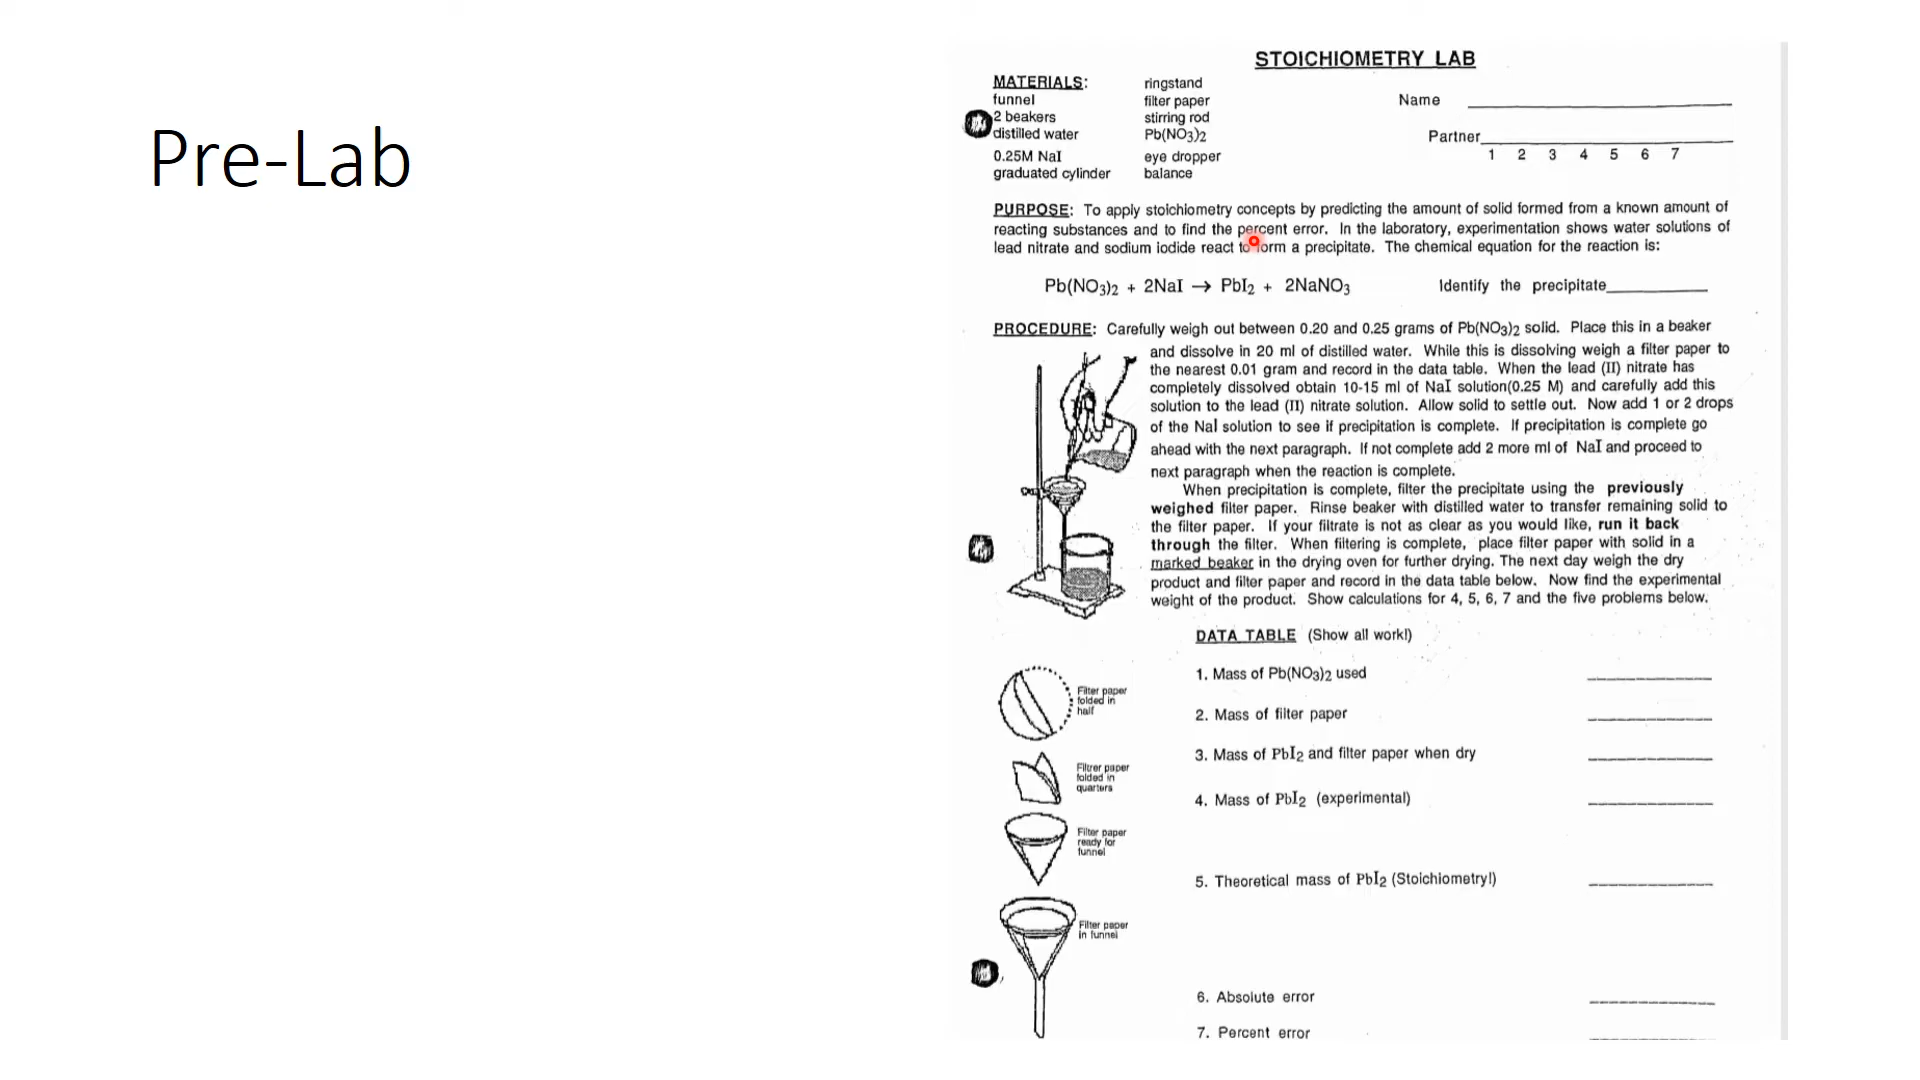 Pre-Lab
STOICHIOMETRY LAB
MATERIALS:
funnel
2 beakers
distilled water
0.25M NaI
graduated cylinder
ringstand
filter paper
stirring rod
Pb(NO3)2
eye dropper
balance
Name
Partner
1 2 3 4 5 6 7
PURPOSE: To apply stoichiometry concepts by predicting the amount of solid formed from a known amount of
reacting substances and to find the percent error. In the laboratory, experimentation shows water solutions of
lead nitrate and sodium iodide react to form a precipitate. The chemical equation for the reaction is:
Pb(NO3)2 + 2NaI → PbI2 + 2NaNO3
Identify the precipitate
PROCEDURE: Carefully weigh out between 0.20 and 0.25 grams of Pb(NO3)2 solid. Place this in a beaker
and dissolve in 20 ml of distilled water. While this is dissolving weigh a filter paper to
the nearest 0.01 gram and record in the data table. When the lead (II) nitrate has
completely dissolved obtain 10-15 ml of NaI solution(0.25 M) and carefully add this
solution to the lead (II) nitrate solution. Allow solid to settle out. Now add 1 or 2 drops
of the NaI solution to see if precipitation is complete. If precipitation is complete go
ahead with the next paragraph. If not complete add 2 more ml of NaI and proceed to
next paragraph when the reaction is complete.
When precipitation is complete, filter the precipitate using the previously
weighed filter paper. Rinse beaker with distilled water to transfer remaining solid to
the filter paper. If your filtrate is not as clear as you would like, run it back
through the filter. When filtering is complete, place filter paper with solid in a
marked beaker in the drying oven for further drying. The next day weigh the dry
product and filter paper and record in the data table below. Now find the experimental
weight of the product. Show calculations for 4, 5, 6, 7 and the five problems below.
DATA TABLE (Show all work!)
Filter paper
folded in
half
Filter paper
folded in
quarters
Filter paper
ready for
funnel
Filter paper
in funnel
1. Mass of Pb(NO3)2 used
2. Mass of filter paper
3. Mass of PbI2 and filter paper when dry
4. Mass of PbI2 (experimental)
5. Theoretical mass of PbI2 (Stoichiometry!)
6. Absolute error
7. Percent error